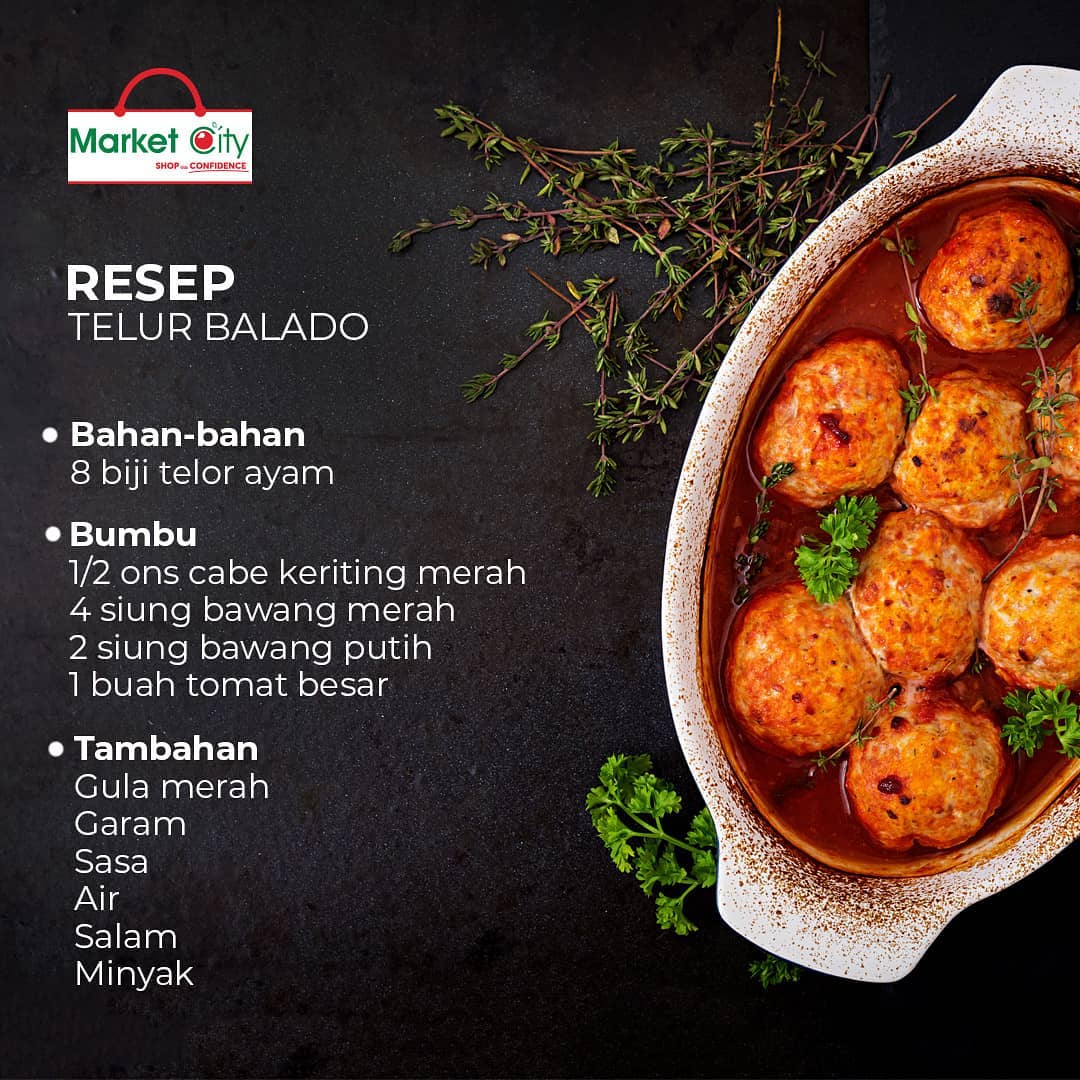 Market City
SHOP with CONFIDENCE
RESEP
TELUR BALADO
Bahan-bahan
8 biji telor ayam
Bumbu
1/2 ons cabe keriting merah
4 siung bawang merah
2 siung bawang putih
1 buah tomat besar
Tambahan
Gula merah
Garam
Sasa
Air
Salam
Minyak